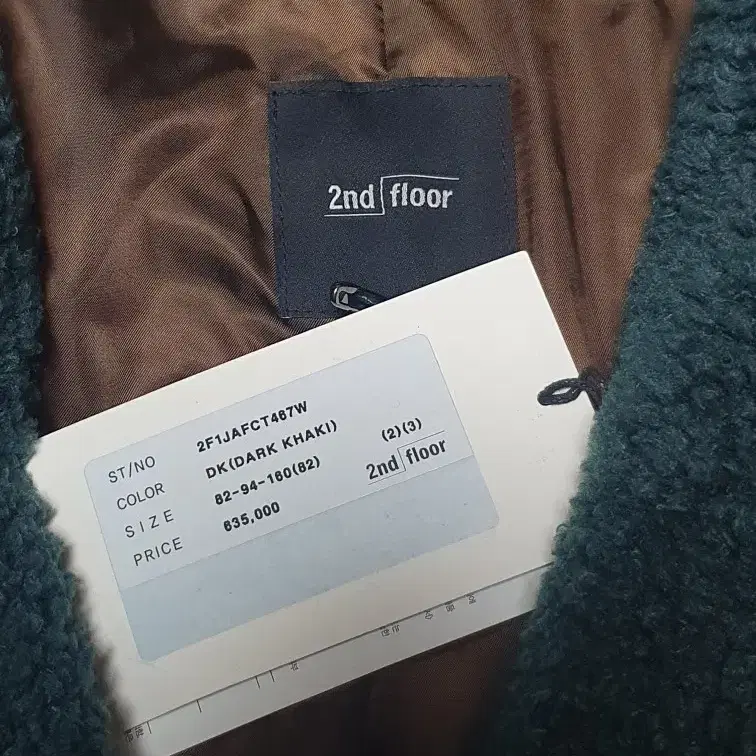 2nd floor
ST/NO 2F1JAFCT467W
COLOR DK(DARK KHAKI)
SIZE 82-94-160(82) (2)(3)
PRICE 635,000
2nd floor